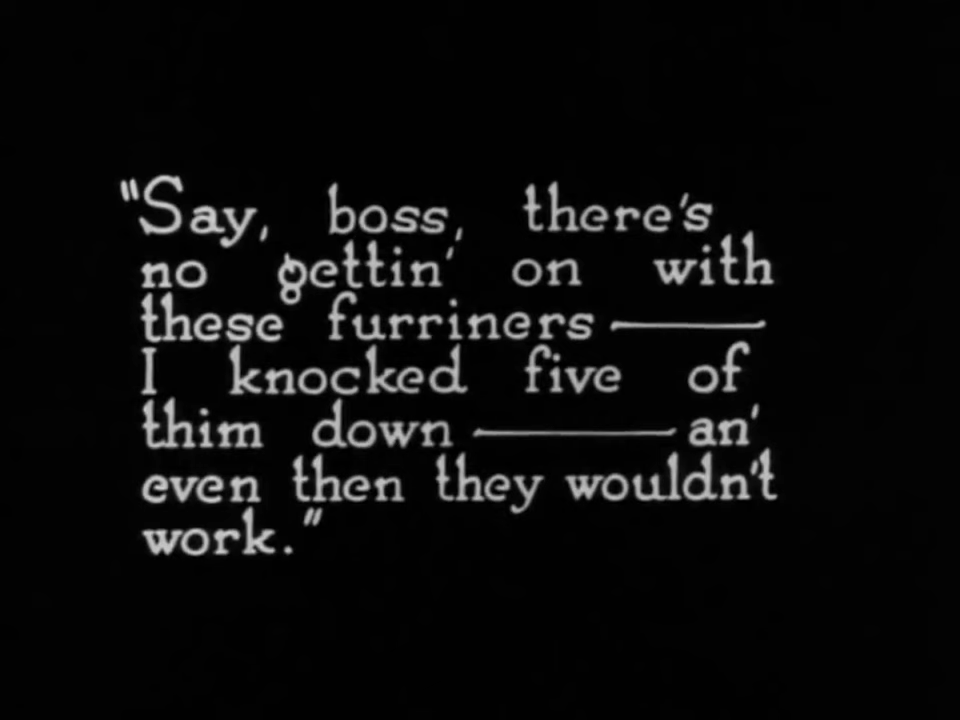 "Say, boss, there's
no gettin' on with
these furriners ——
I knocked five of
thim down —— an'
even then they wouldn't
work."